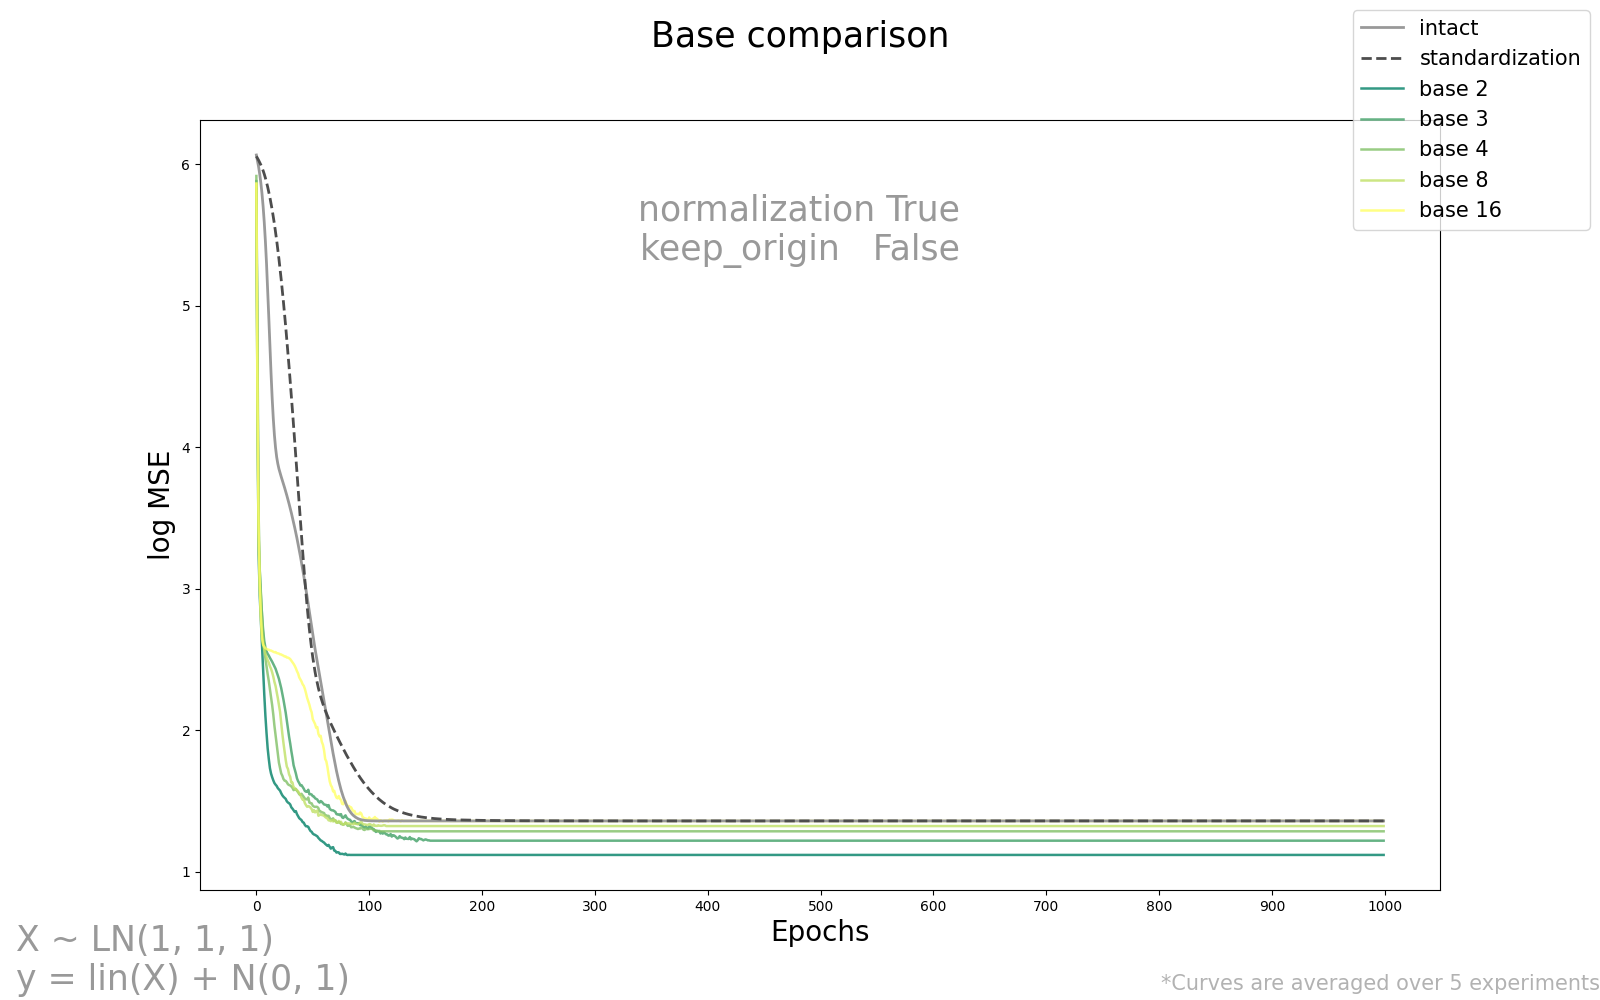 Base comparison
intact
standardization
base 2
base 3
base 4
base 8
base 16
normalization True
keep_origin   False
log MSE
6
5
4
3
2
1
0 100 200 300 400 500 600 700 800 900 1000
Epochs
X ~ LN(1, 1, 1)
y = lin(X) + N(0, 1)
*Curves are averaged over 5 experiments